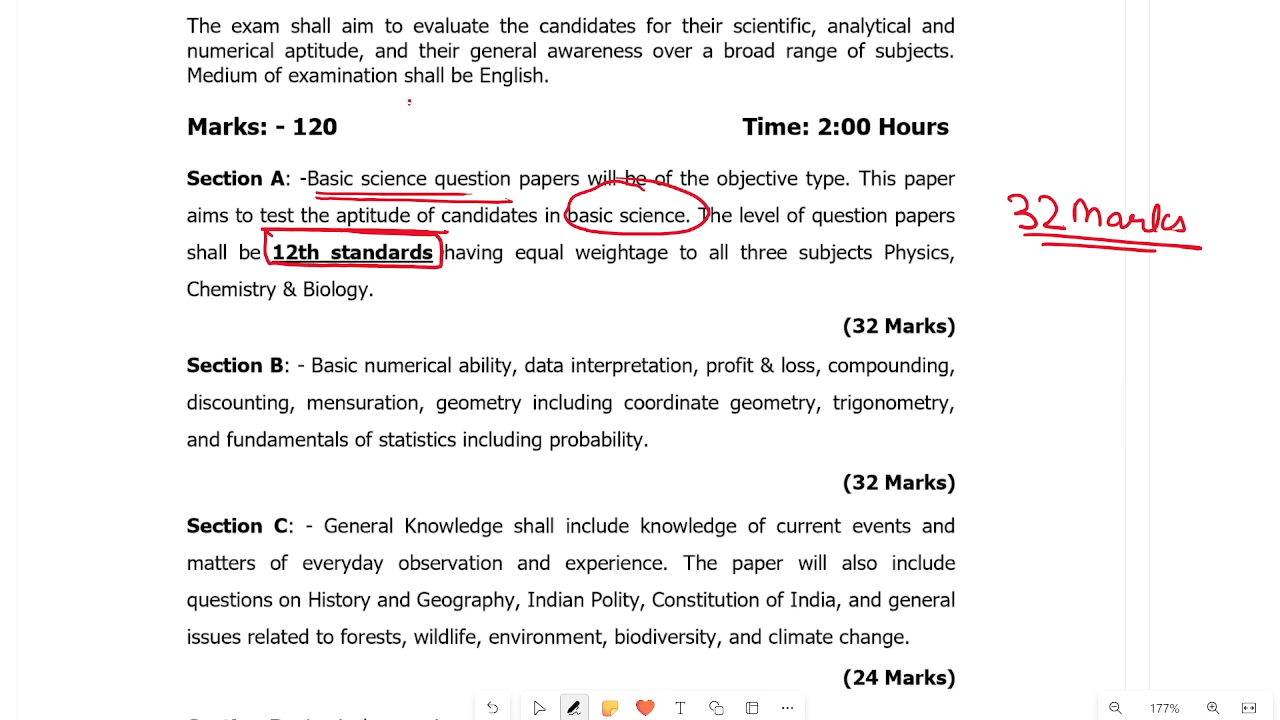 The exam shall aim to evaluate the candidates for their scientific, analytical and
numerical aptitude, and their general awareness over a broad range of subjects.
Medium of examination shall be English.
Marks: - 120 Time: 2:00 Hours
Section A: -Basic science question papers will be of the objective type. This paper
aims to test the aptitude of candidates in basic science. The level of question papers
shall be 12th standards having equal weightage to all three subjects Physics,
Chemistry & Biology.
32 Marks
(32 Marks)
Section B: - Basic numerical ability, data interpretation, profit & loss, compounding,
discounting, mensuration, geometry including coordinate geometry, trigonometry,
and fundamentals of statistics including probability.
(32 Marks)
Section C: - General Knowledge shall include knowledge of current events and
matters of everyday observation and experience. The paper will also include
questions on History and Geography, Indian Polity, Constitution of India, and general
issues related to forests, wildlife, environment, biodiversity, and climate change.
(24 Marks)
177%